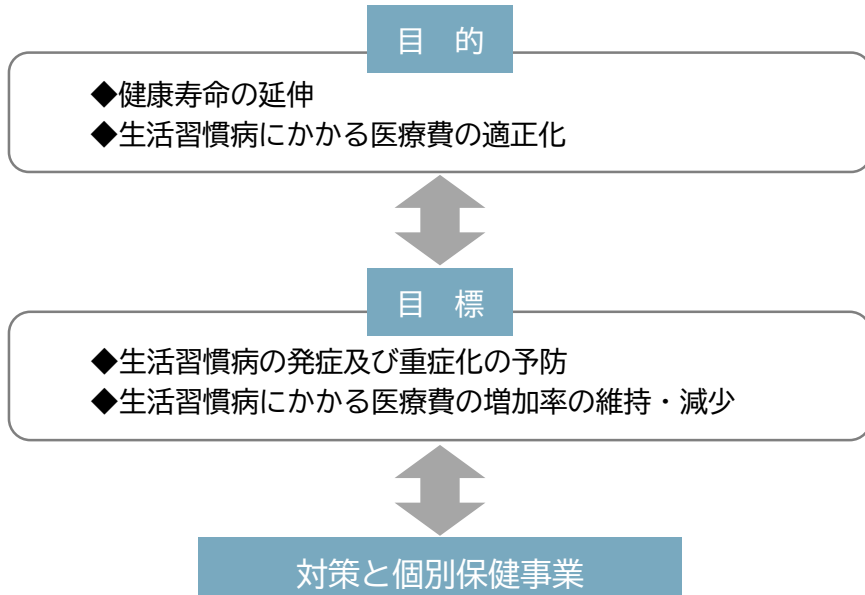 目　的
◆健康寿命の延伸
◆生活習慣病にかかる医療費の適正化
目　標
◆生活習慣病の発症及び重症化の予防
◆生活習慣病にかかる医療費の増加率の維持・減少
対策と個別保健事業